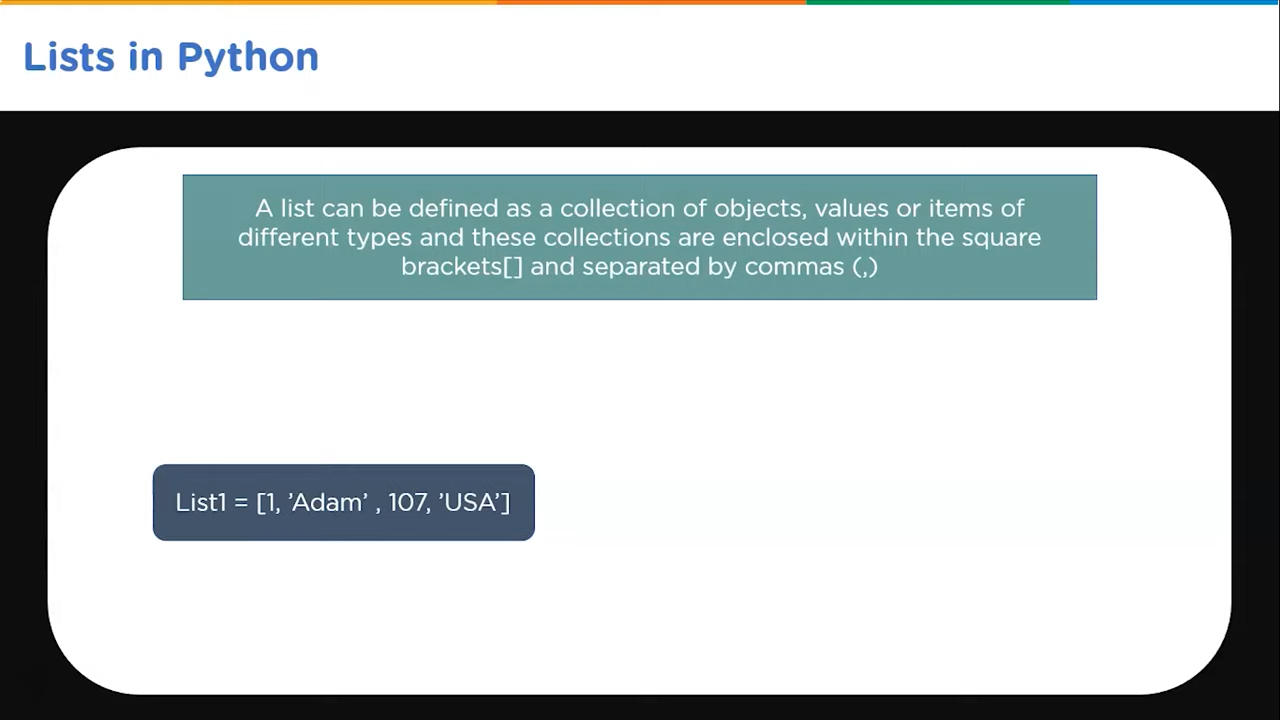 Lists in Python
A list can be defined as a collection of objects, values or items of
different types and these collections are enclosed within the square
brackets[] and separated by commas (,)
List1 = [1, ’Adam’ , 107, ’USA’]